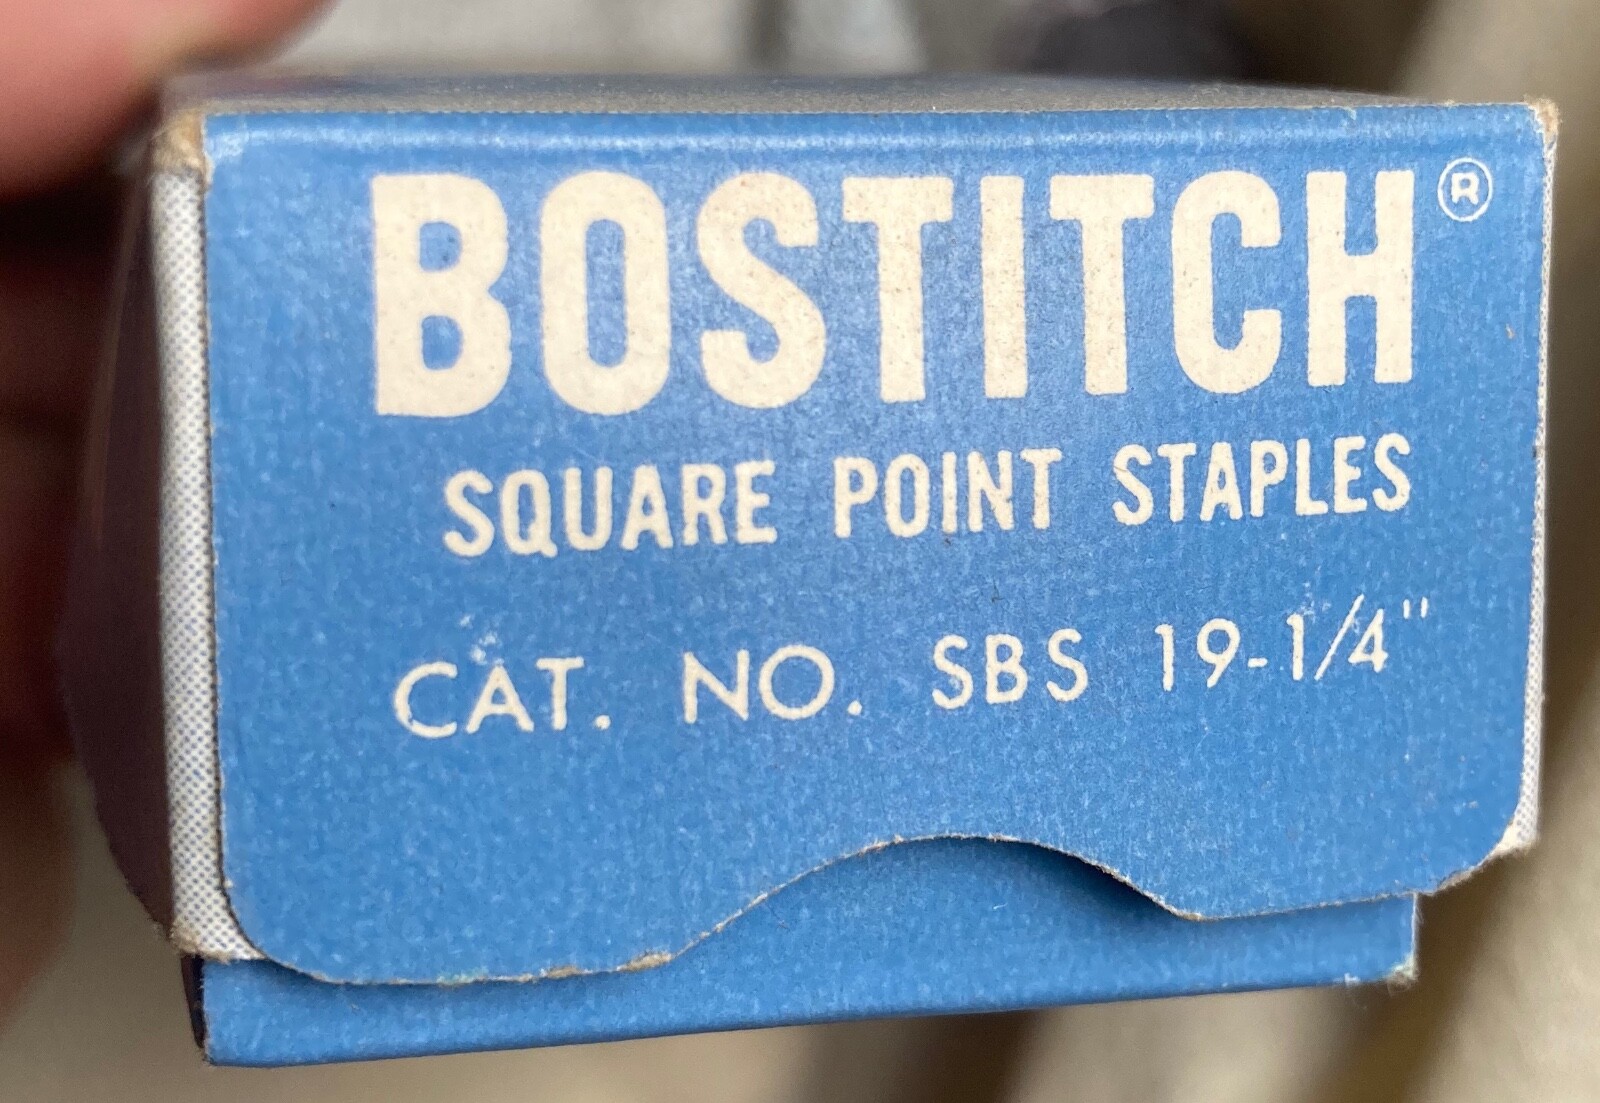 BOSTITCH®
SQUARE POINT STAPLES
CAT. NO. SBS 19-1/4"